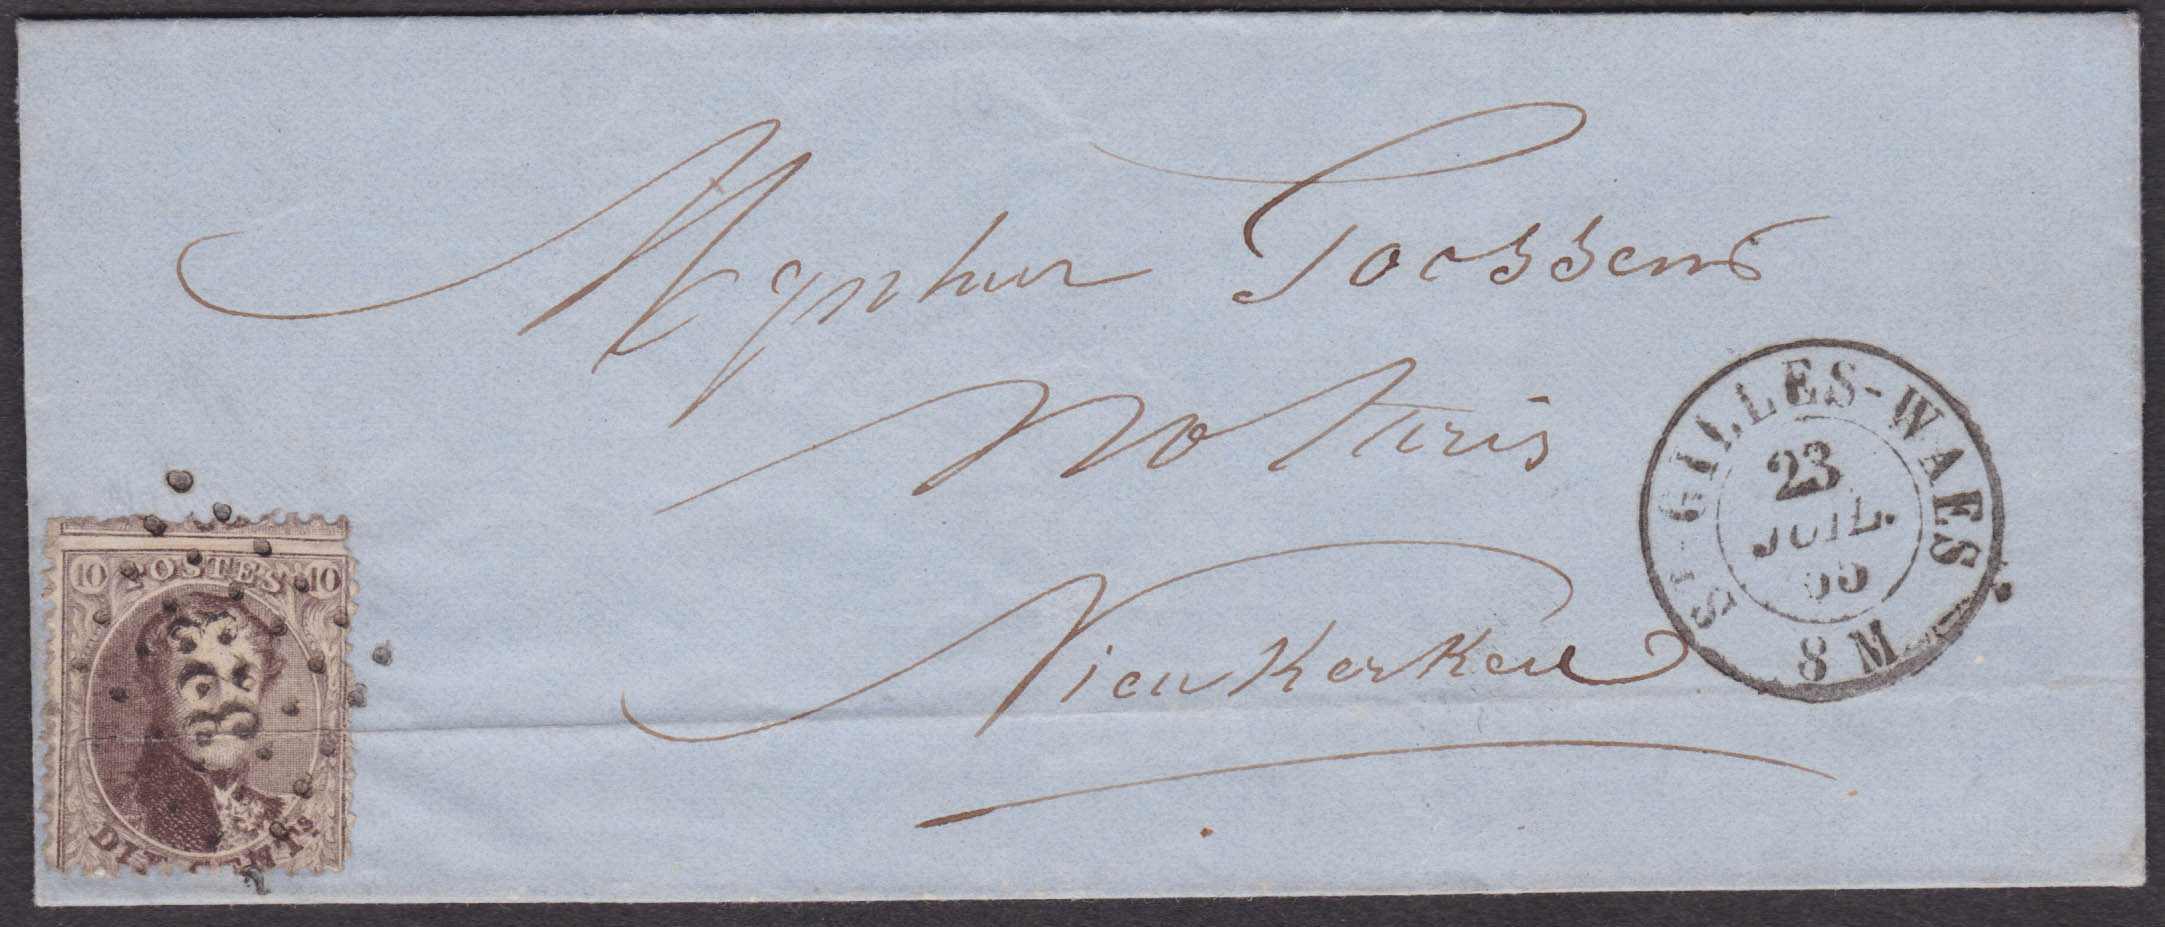 Mynheer Goossens
Notaris
Nieukerken
ST-GILLES-WAES
23
JUIL.
65
8 M
10 POSTES 10
DIX CENTS